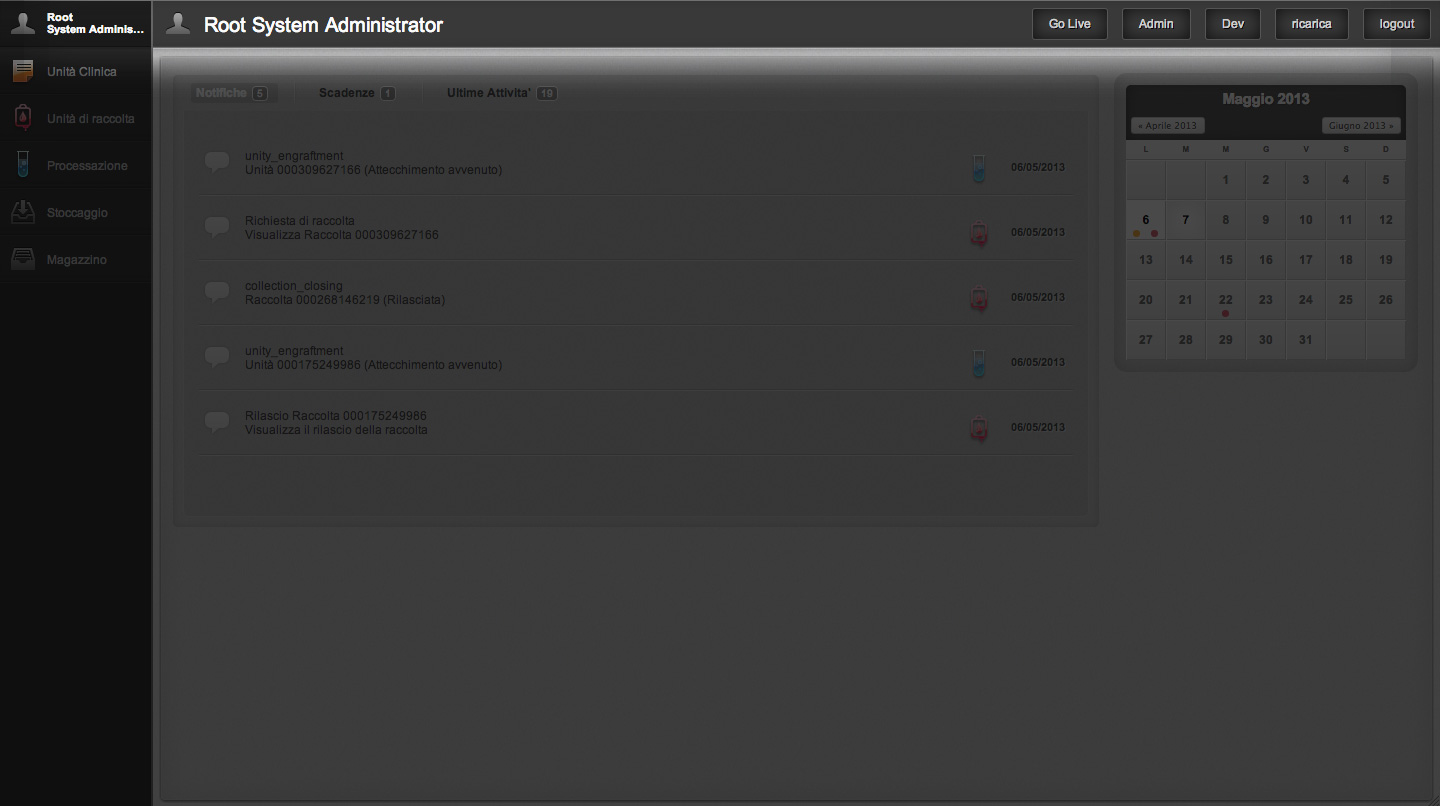 Root
System Adminis...
Unità Clinica
Unità di raccolta
Processazione
Stoccaggio
Magazzino
Root System Administrator
Go Live
Admin
Dev
ricarica
logout
Notifiche 5
Scadenze 1
Ultime Attivita' 19
unity_engraftment
Unità 000309627166 (Attecchimento avvenuto)
06/05/2013
Richiesta di raccolta
Visualizza Raccolta 000309627166
06/05/2013
collection_closing
Raccolta 000268146219 (Rilasciata)
06/05/2013
unity_engraftment
Unità 000175249986 (Attecchimento avvenuto)
06/05/2013
Rilascio Raccolta 000175249986
Visualizza il rilascio della raccolta
06/05/2013
Maggio 2013
« Aprile 2013
Giugno 2013 »
L M M G V S D
1 2 3 4 5
6 7 8 9 10 11 12
13 14 15 16 17 18 19
20 21 22 23 24 25 26
27 28 29 30 31